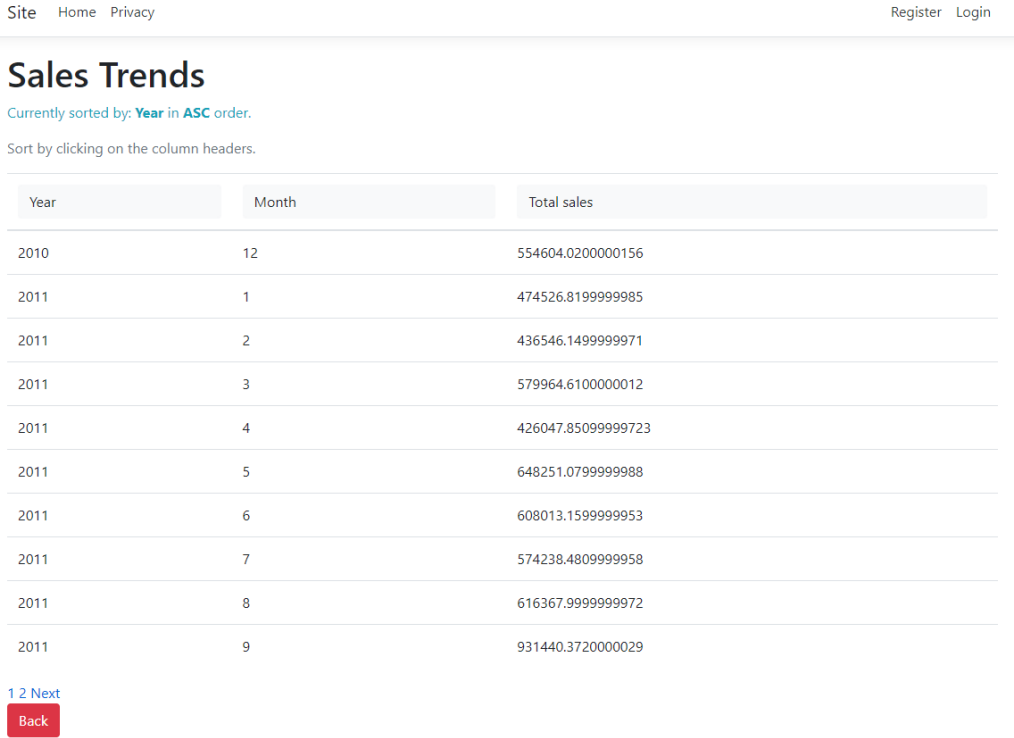 Site Home Privacy Register Login
Sales Trends
Currently sorted by: Year in ASC order.
Sort by clicking on the column headers.
Year Month Total sales
2010 12 554604.0200000156
2011 1 474526.8199999985
2011 2 436546.1499999971
2011 3 579964.6100000012
2011 4 426047.85099999723
2011 5 648251.0799999988
2011 6 608013.1599999953
2011 7 574238.4809999958
2011 8 616367.9999999972
2011 9 931440.3720000029
1 2 Next
Back